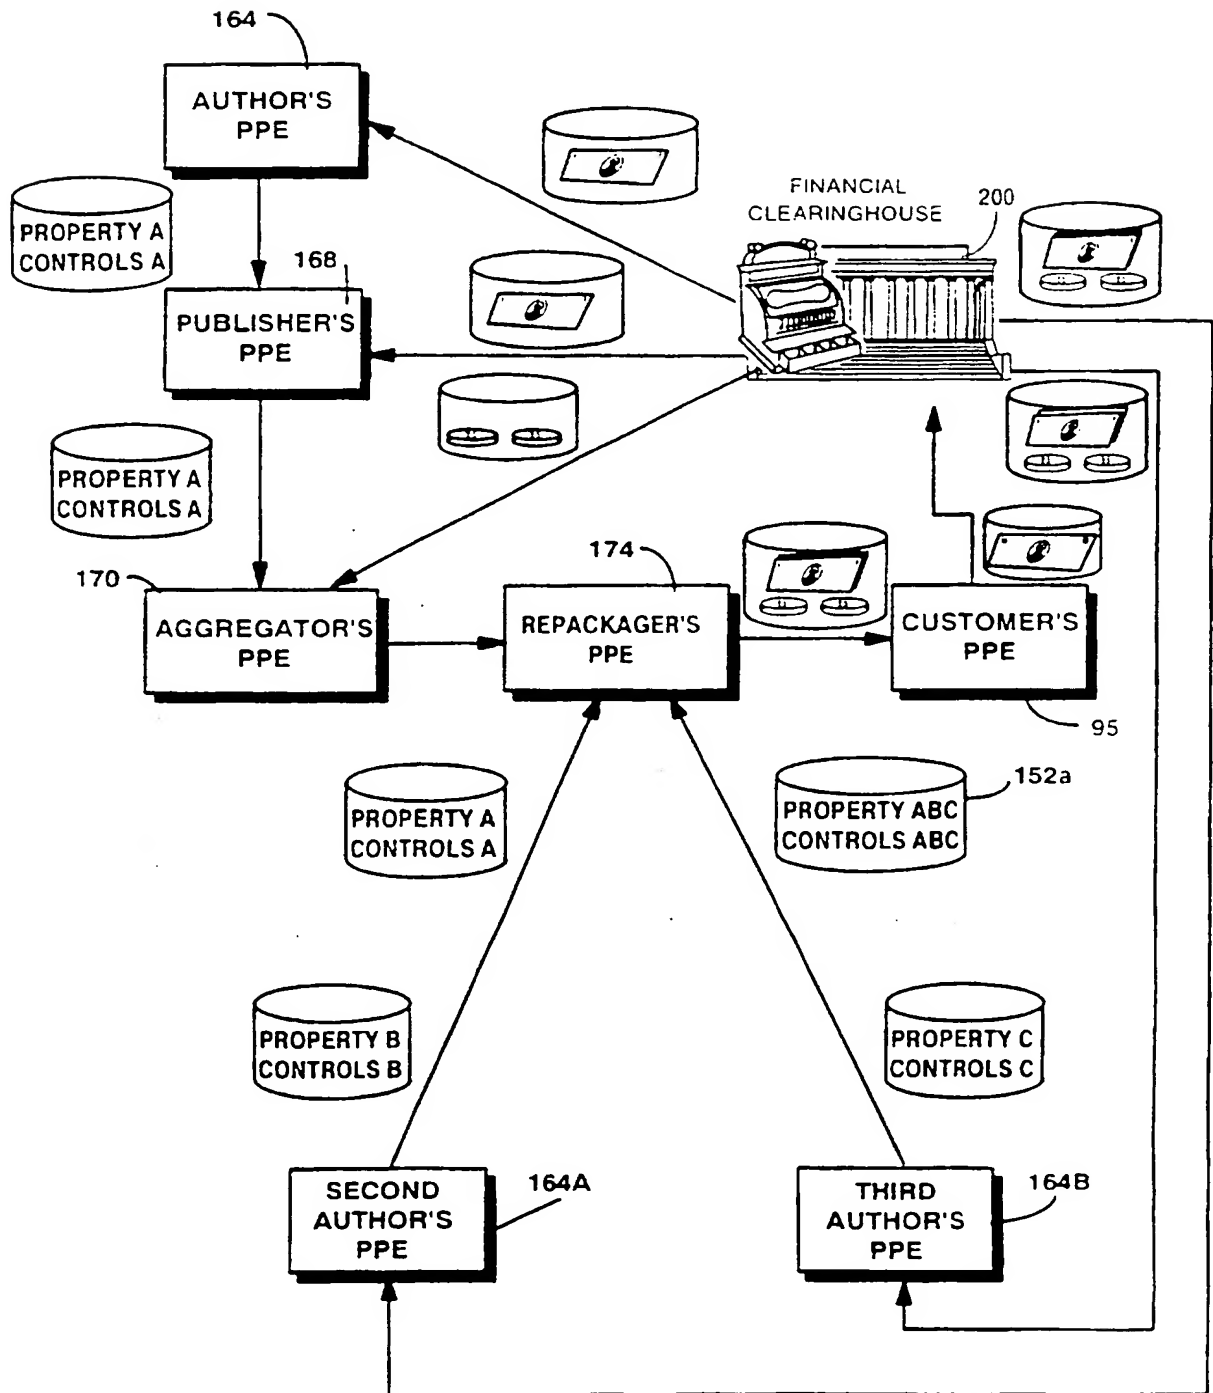 164
AUTHOR'S
PPE
PROPERTY A
CONTROLS A
FINANCIAL
CLEARINGHOUSE
200
168
PUBLISHER'S
PPE
PROPERTY A
CONTROLS A
170
AGGREGATOR'S
PPE
174
REPACKAGER'S
PPE
CUSTOMER'S
PPE
95
PROPERTY A
CONTROLS A
152a
PROPERTY ABC
CONTROLS ABC
PROPERTY B
CONTROLS B
PROPERTY C
CONTROLS C
164A
SECOND
AUTHOR'S
PPE
164B
THIRD
AUTHOR'S
PPE